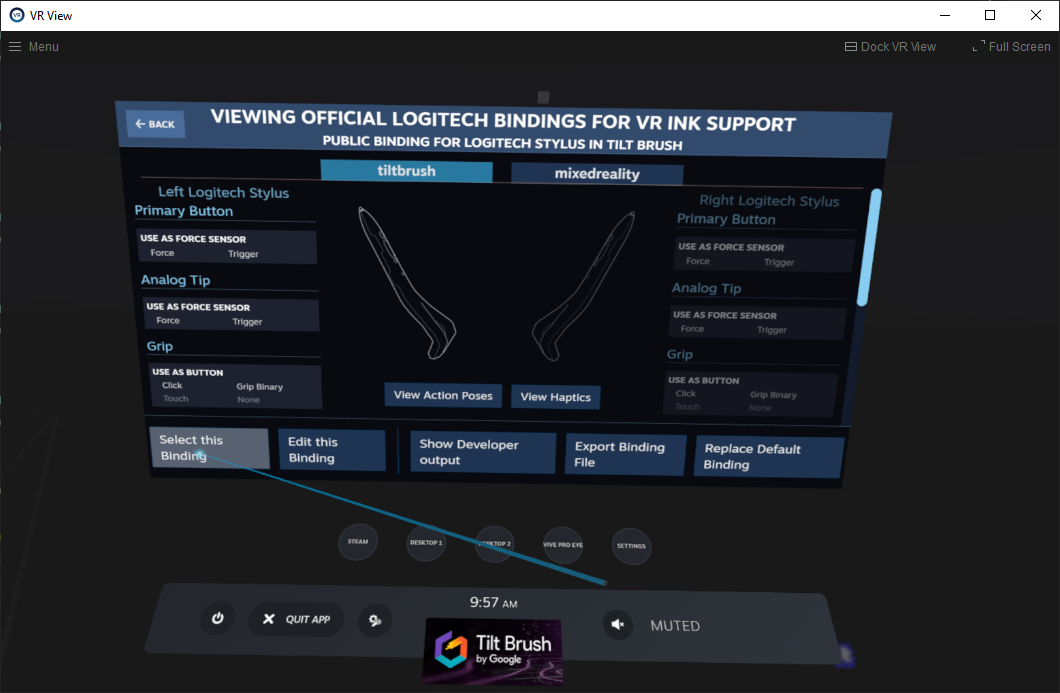 VR View
Menu
Dock VR View
Full Screen
BACK
VIEWING OFFICIAL LOGITECH BINDINGS FOR VR INK SUPPORT
PUBLIC BINDING FOR LOGITECH STYLUS IN TILT BRUSH
tiltbrush
mixedreality
Left Logitech Stylus
Primary Button
USE AS FORCE SENSOR
Force Trigger
Analog Tip
USE AS FORCE SENSOR
Force Trigger
Grip
USE AS BUTTON
Click Grip Binary
Touch None
Right Logitech Stylus
Primary Button
USE AS FORCE SENSOR
Force Trigger
Analog Tip
USE AS FORCE SENSOR
Force Trigger
Grip
USE AS BUTTON
Click Grip Binary
Touch None
View Action Poses
View Haptics
Select this
Binding
Edit this
Binding
Show Developer
output
Export Binding
File
Replace Default
Binding
STEAM
DESKTOP 1
DESKTOP 2
VIVE PRO EYE
SETTINGS
9:57 AM
QUIT APP
MUTED
Tilt Brush
by Google